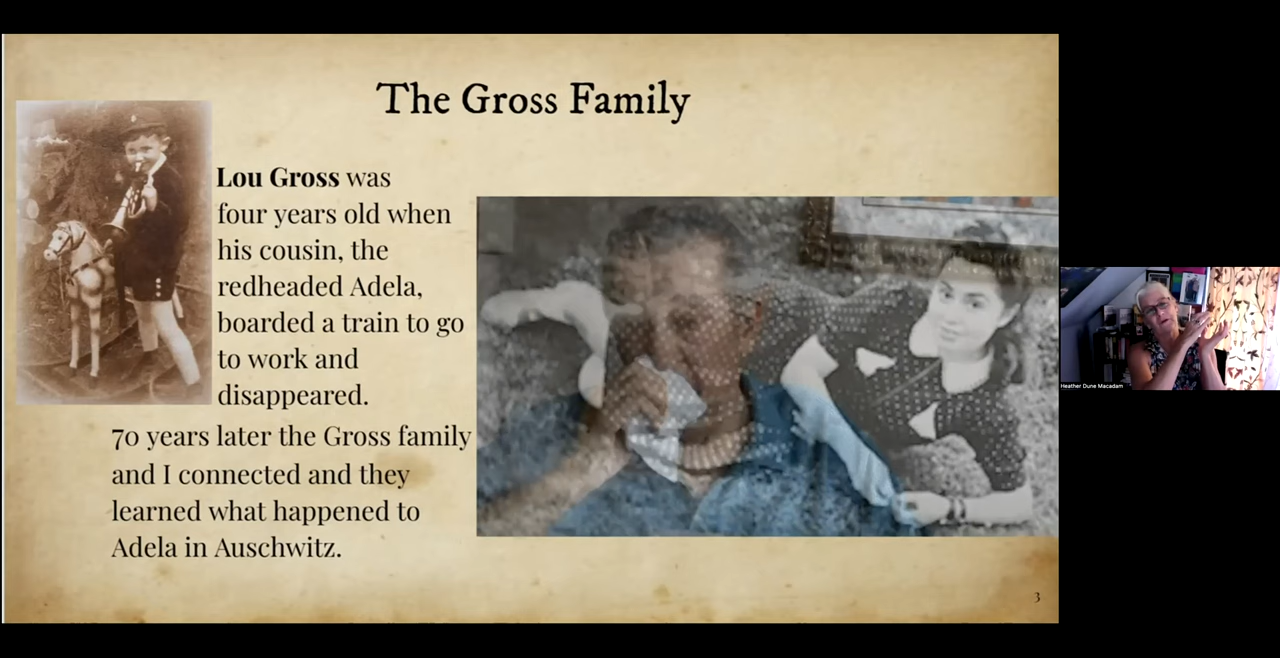 The Gross Family
Lou Gross was
four years old when
his cousin, the
redheaded Adela,
boarded a train to go
to work and
disappeared.
70 years later the Gross family
and I connected and they
learned what happened to
Adela in Auschwitz.
3
Heather Dune Macadam